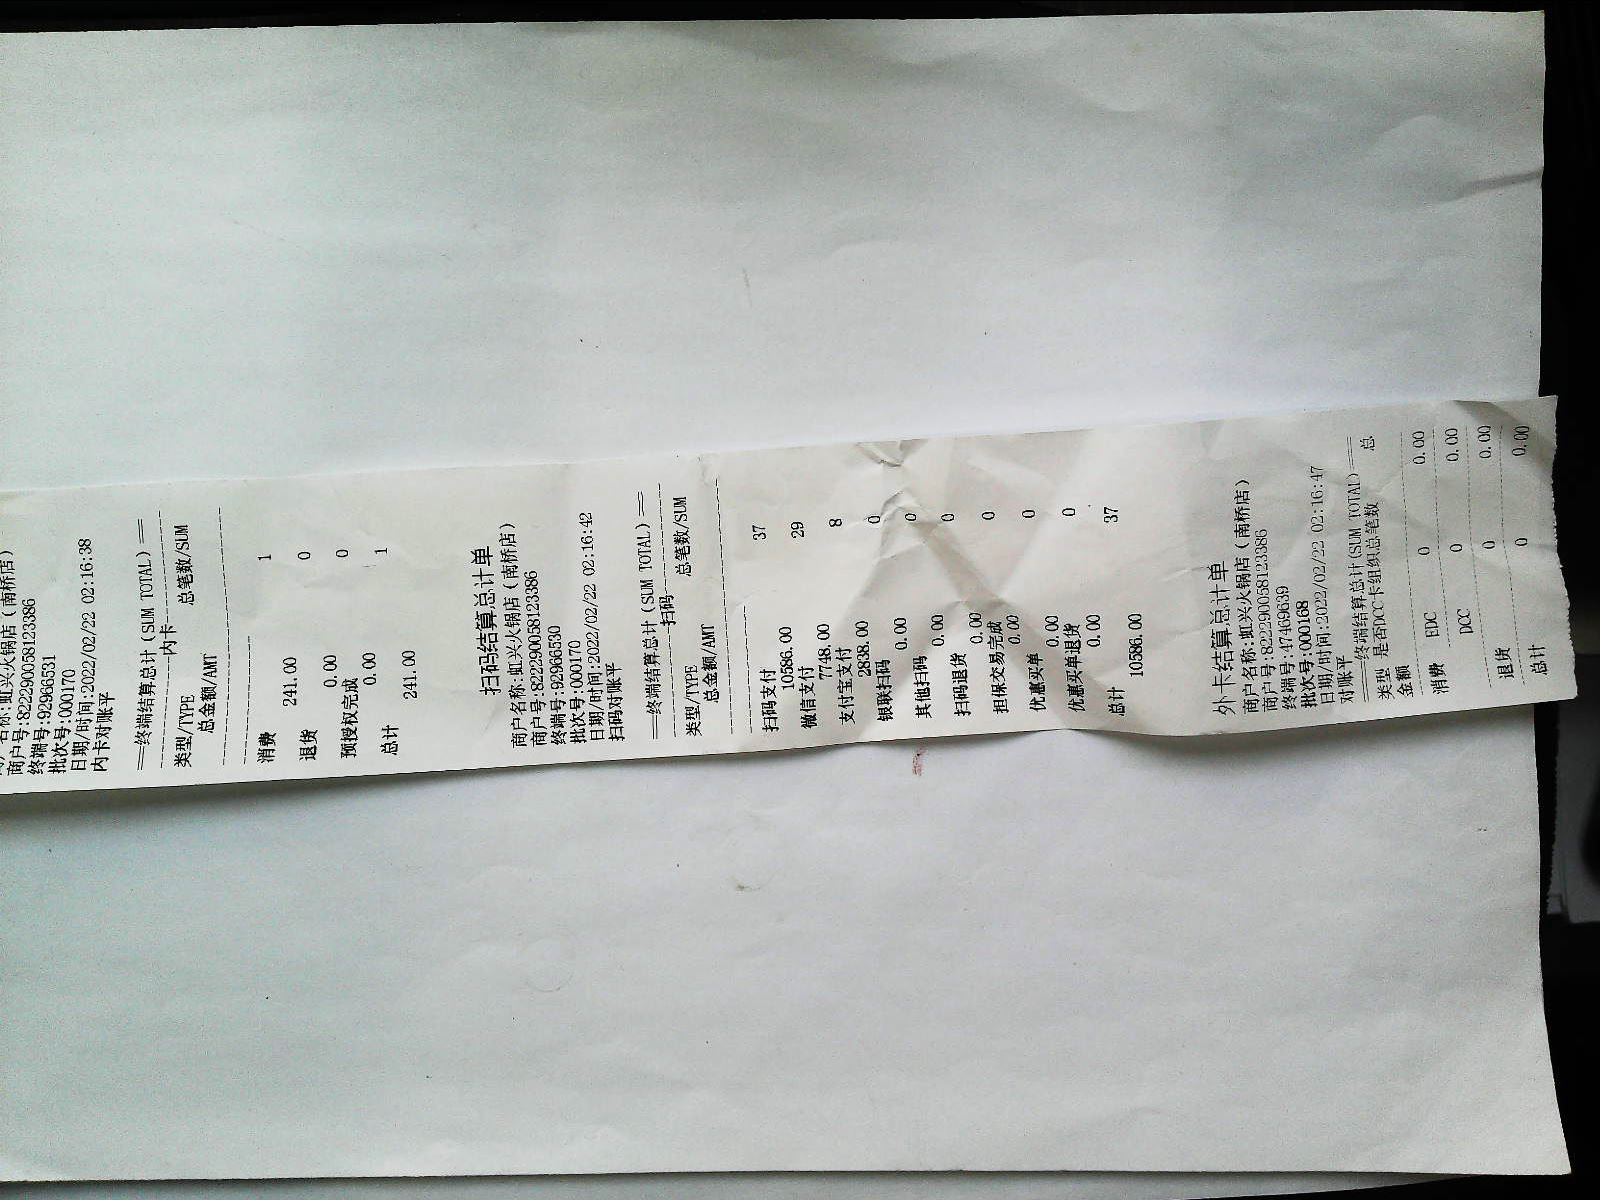 商户名称:虹兴火锅店(南桥店)
商户号:822290058123386
终端号:92966531
批次号:000170
日期/时间:2022/02/22 02:16:38
内卡对账平
==终端结算总计(SUM TOTAL)==
内卡
类型/TYPE 总笔数/SUM
总金额/AMT
消费 1
241.00
退货 0
0.00
预授权完成 0
0.00
总计 1
241.00
扫码结算总计单
商户名称:虹兴火锅店(南桥店)
商户号:822290058123386
终端号:92966530
批次号:000170
日期/时间:2022/02/22 02:16:42
扫码对账平
==终端结算总计(SUM TOTAL)==
扫码
类型/TYPE 总笔数/SUM
总金额/AMT
扫码支付 37
10586.00
微信支付 29
7748.00
支付宝支付 8
2838.00
银联扫码 0
0.00
其他扫码 0
0.00
扫码退货 0
0.00
担保交易完成 0
0.00
优惠买单 0
0.00
优惠买单退货 0
0.00
总计 37
10586.00
外卡结算总计单
商户名称:虹兴火锅店(南桥店)
商户号:822290058123386
终端号:47469639
批次号:000168
日期/时间:2022/02/22 02:16:47
对账平
==终端结算总计(SUM TOTAL)==
类型 是否DCC卡组织总笔数 总
金额
EDC 0 0.00
消费
DCC 0 0.00
退货 0 0.00
总计 0 0.00